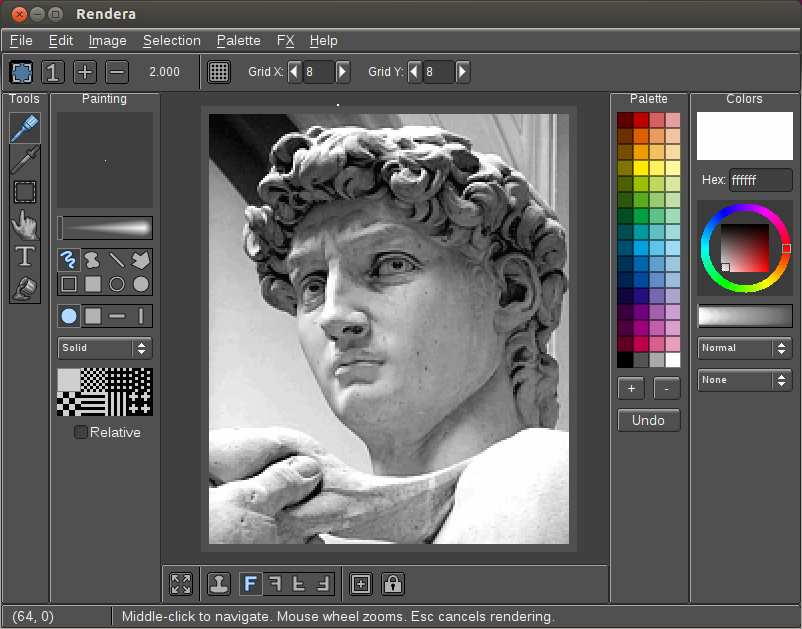 Rendera
File Edit Image Selection Palette FX Help
1 2.000 Grid X: 8 Grid Y: 8
Tools
Painting
T
Solid
Relative
F
Palette
+ -
Undo
Colors
Hex: ffffff
Normal
None
(64, 0) Middle-click to navigate. Mouse wheel zooms. Esc cancels rendering.